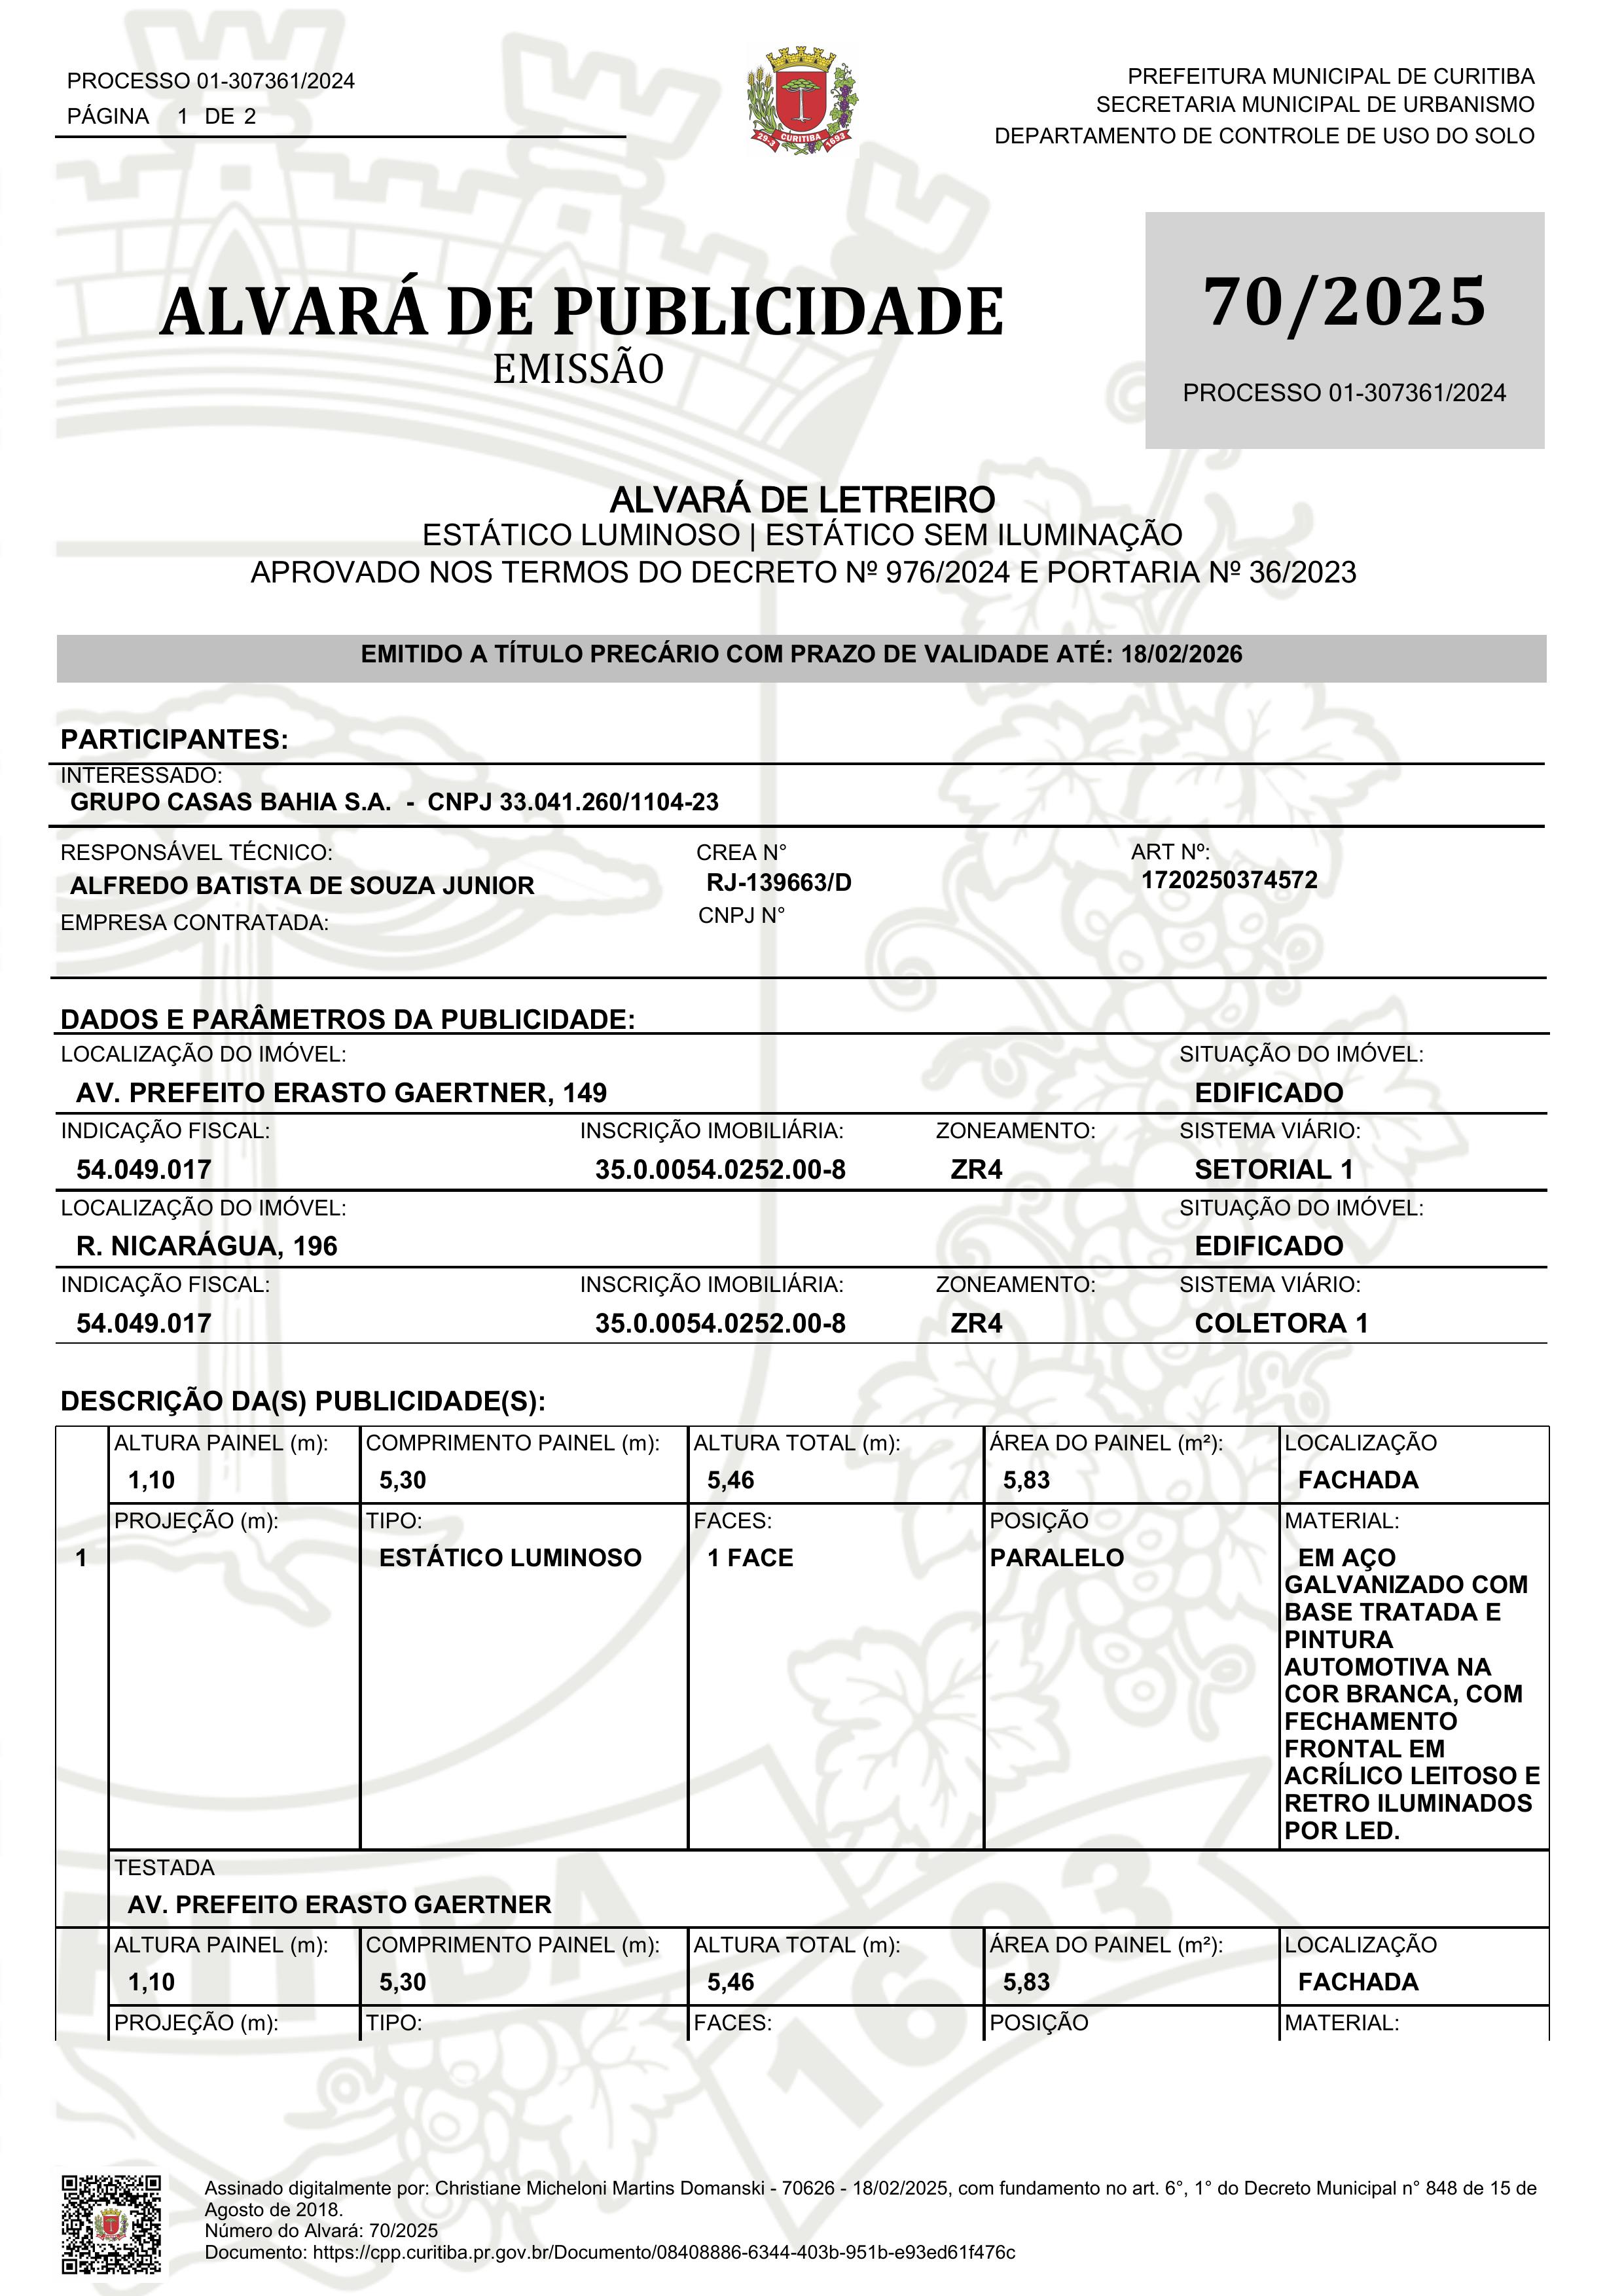 PROCESSO 01-307361/2024
PÁGINA 1 DE 2
PREFEITURA MUNICIPAL DE CURITIBA
SECRETARIA MUNICIPAL DE URBANISMO
DEPARTAMENTO DE CONTROLE DE USO DO SOLO
29.3 CURITIBA 1693
ALVARÁ DE PUBLICIDADE
EMISSÃO
70/2025
PROCESSO 01-307361/2024
ALVARÁ DE LETREIRO
ESTÁTICO LUMINOSO | ESTÁTICO SEM ILUMINAÇÃO
APROVADO NOS TERMOS DO DECRETO Nº 976/2024 E PORTARIA Nº 36/2023
EMITIDO A TÍTULO PRECÁRIO COM PRAZO DE VALIDADE ATÉ: 18/02/2026
PARTICIPANTES:
INTERESSADO:
GRUPO CASAS BAHIA S.A. - CNPJ 33.041.260/1104-23
RESPONSÁVEL TÉCNICO: CREA N° ART Nº:
ALFREDO BATISTA DE SOUZA JUNIOR RJ-139663/D 1720250374572
EMPRESA CONTRATADA: CNPJ N°
DADOS E PARÂMETROS DA PUBLICIDADE:
LOCALIZAÇÃO DO IMÓVEL: SITUAÇÃO DO IMÓVEL:
AV. PREFEITO ERASTO GAERTNER, 149 EDIFICADO
INDICAÇÃO FISCAL: INSCRIÇÃO IMOBILIÁRIA: ZONEAMENTO: SISTEMA VIÁRIO:
54.049.017 35.0.0054.0252.00-8 ZR4 SETORIAL 1
LOCALIZAÇÃO DO IMÓVEL: SITUAÇÃO DO IMÓVEL:
R. NICARÁGUA, 196 EDIFICADO
INDICAÇÃO FISCAL: INSCRIÇÃO IMOBILIÁRIA: ZONEAMENTO: SISTEMA VIÁRIO:
54.049.017 35.0.0054.0252.00-8 ZR4 COLETORA 1
DESCRIÇÃO DA(S) PUBLICIDADE(S):
ALTURA PAINEL (m): COMPRIMENTO PAINEL (m): ALTURA TOTAL (m): ÁREA DO PAINEL (m²): LOCALIZAÇÃO
1,10 5,30 5,46 5,83 FACHADA
PROJEÇÃO (m): TIPO: FACES: POSIÇÃO MATERIAL:
1 ESTÁTICO LUMINOSO 1 FACE PARALELO EM AÇO
GALVANIZADO COM
BASE TRATADA E
PINTURA
AUTOMOTIVA NA
COR BRANCA, COM
FECHAMENTO
FRONTAL EM
ACRÍLICO LEITOSO E
RETRO ILUMINADOS
POR LED.
TESTADA
AV. PREFEITO ERASTO GAERTNER
ALTURA PAINEL (m): COMPRIMENTO PAINEL (m): ALTURA TOTAL (m): ÁREA DO PAINEL (m²): LOCALIZAÇÃO
1,10 5,30 5,46 5,83 FACHADA
PROJEÇÃO (m): TIPO: FACES: POSIÇÃO MATERIAL:
RITIBA 1693
Assinado digitalmente por: Christiane Micheloni Martins Domanski - 70626 - 18/02/2025, com fundamento no art. 6°, 1° do Decreto Municipal n° 848 de 15 de
Agosto de 2018.
Número do Alvará: 70/2025
Documento: https://cpp.curitiba.pr.gov.br/Documento/08408886-6344-403b-951b-e93ed61f476c